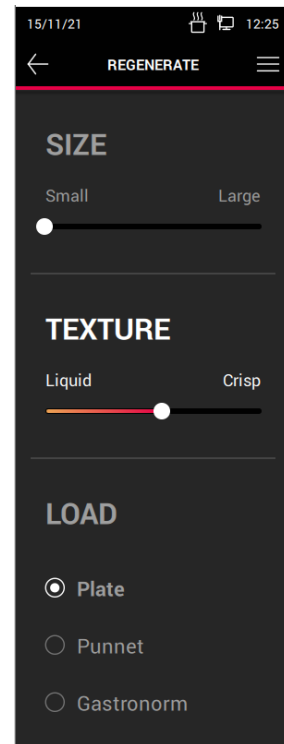 15/11/21 12:25
REGENERATE
SIZE
Small Large
TEXTURE
Liquid Crisp
LOAD
Plate
Punnet
Gastronorm